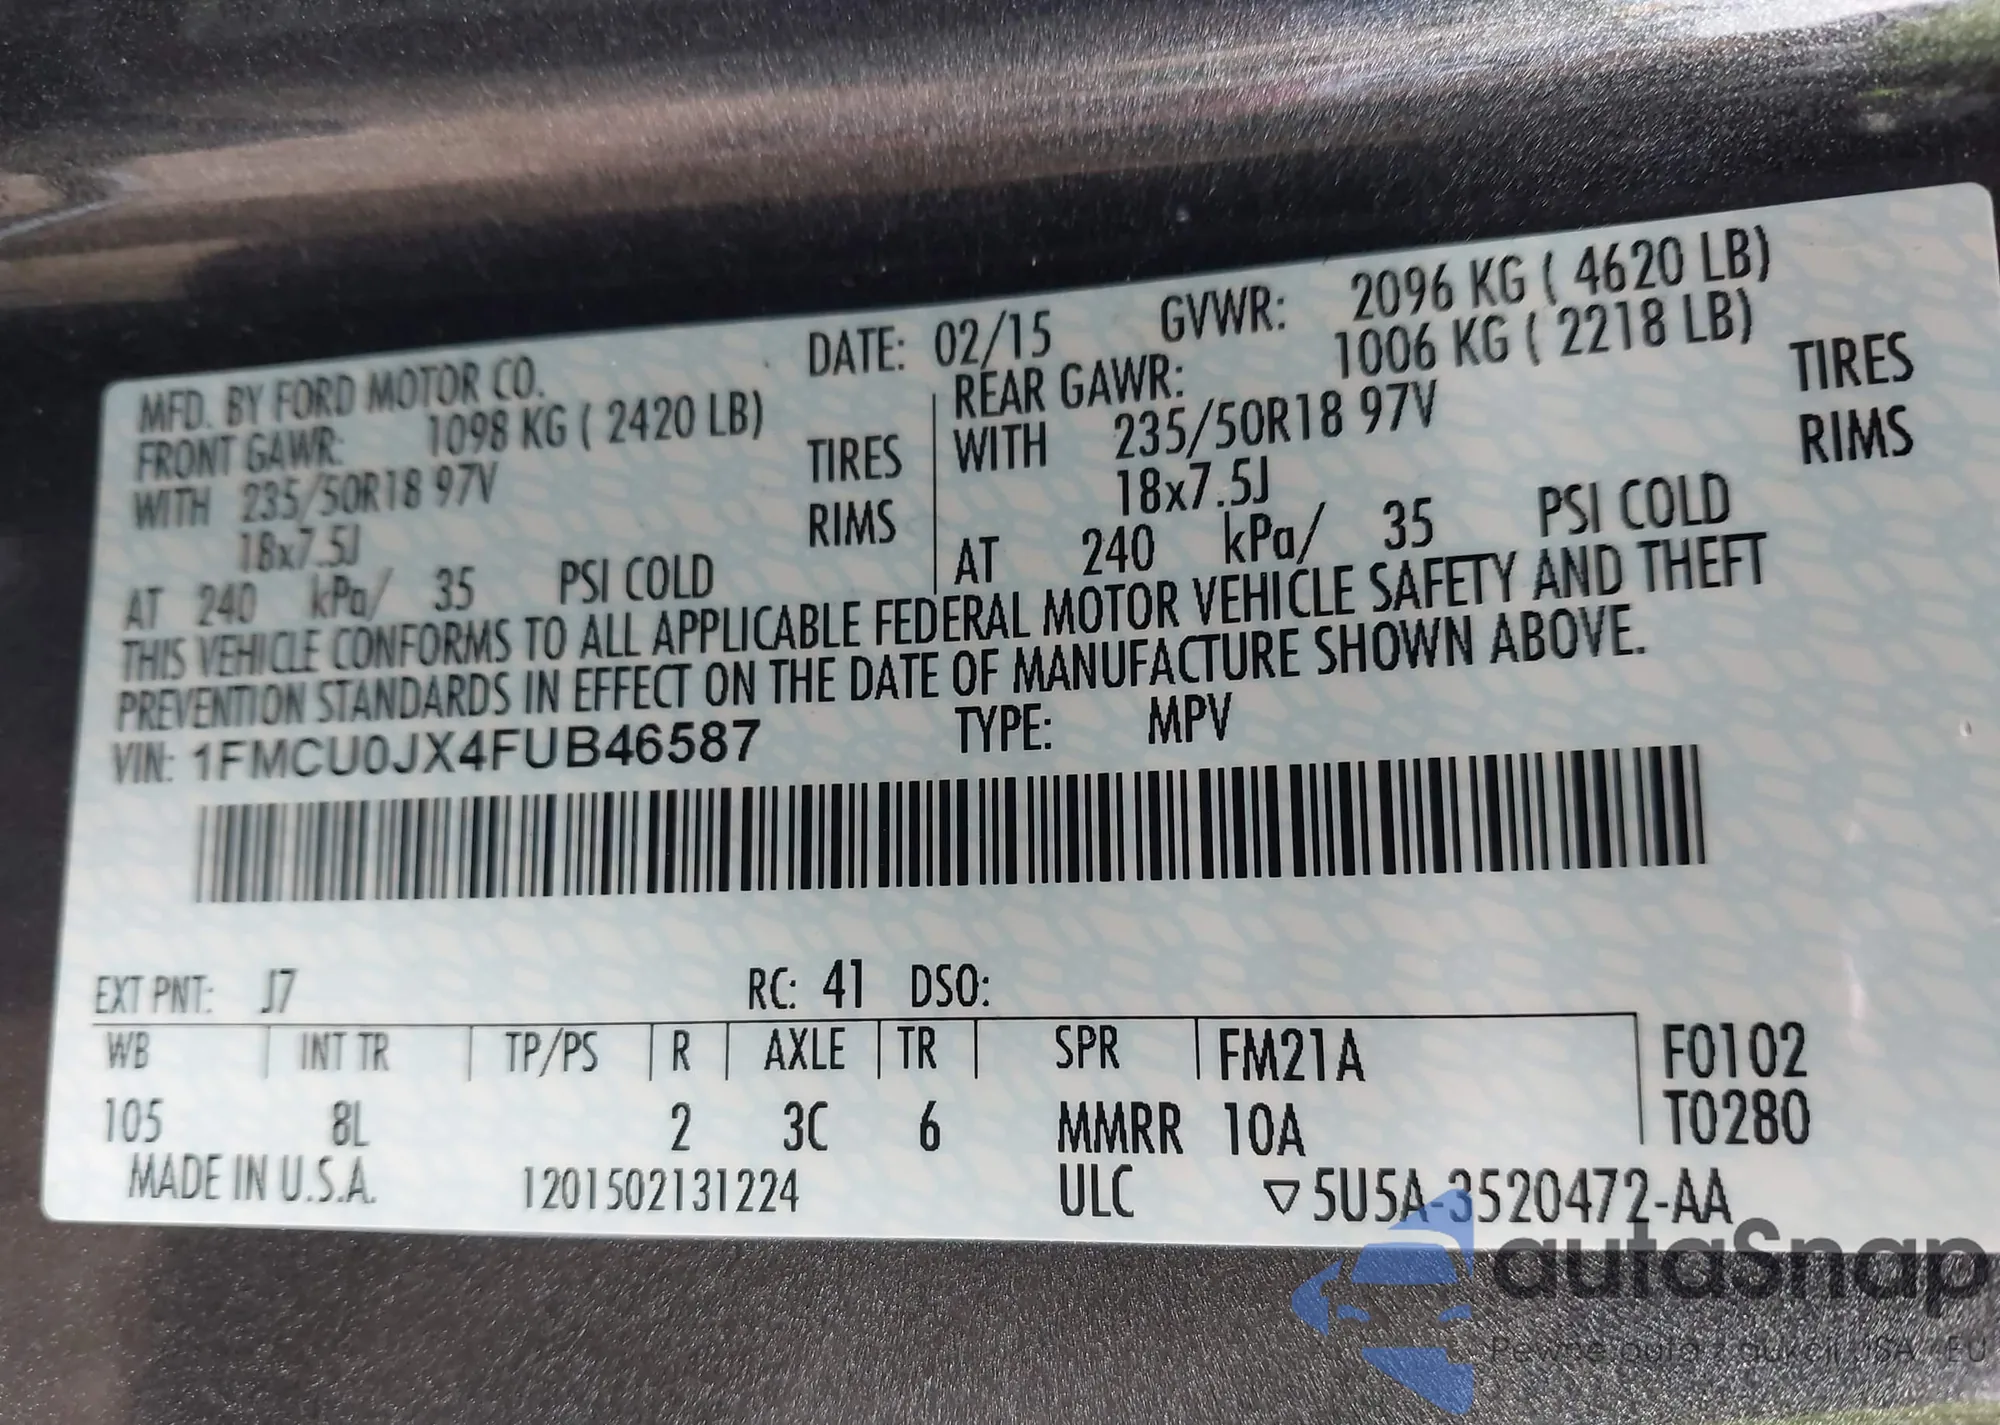 MFD. BY FORD MOTOR CO. DATE: 02/15 GVWR: 2096 KG ( 4620 LB)
FRONT GAWR: 1098 KG ( 2420 LB) REAR GAWR: 1006 KG ( 2218 LB)
WITH 235/50R18 97V TIRES WITH 235/50R18 97V TIRES
18x7.5J RIMS 18x7.5J RIMS
AT 240 kPa/ 35 PSI COLD AT 240 kPa/ 35 PSI COLD
THIS VEHICLE CONFORMS TO ALL APPLICABLE FEDERAL MOTOR VEHICLE SAFETY AND THEFT
PREVENTION STANDARDS IN EFFECT ON THE DATE OF MANUFACTURE SHOWN ABOVE.
VIN: 1FMCU0JX4FUB46587 TYPE: MPV
EXT PNT: J7 RC: 41 DSO:
WB INT TR TP/PS R AXLE TR SPR FM21A F0102
105 8L 2 3C 6 MMRR 10A T0280
MADE IN U.S.A. 1201502131224 ULC ▽5U5A-3520472-AA
autaSnap
Pewne auta z aukcji USA / EU